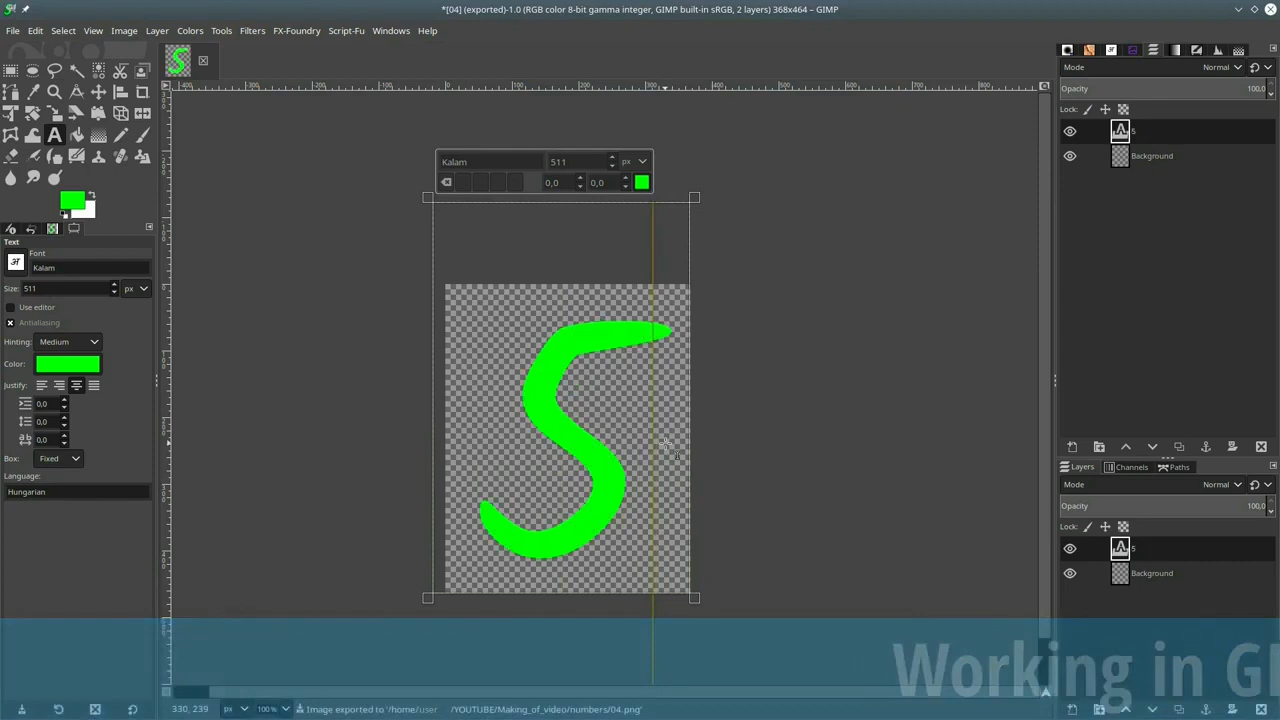 *[04] (exported)-1.0 (RGB color 8-bit gamma integer, GIMP built-in sRGB, 2 layers) 368x464 – GIMP
File Edit Select View Image Layer Colors Tools Filters FX-Foundry Script-Fu Windows Help
Mode Normal
Opacity 100,0
Lock:
5
Background
Kalam 511 px
0,0 0,0
Text
Font
Kalam
Size: 511 px
Use editor
Antialiasing
Hinting: Medium
Color:
Justify:
0,0
0,0
0,0
Box: Fixed
Language:
Hungarian
5
Layers Channels Paths
Mode Normal
Opacity 100,0
Lock:
5
Background
Working in GI
330, 239 px 100 % Image exported to '/home/user /YOUTUBE/Making_of_video/numbers/04.png'